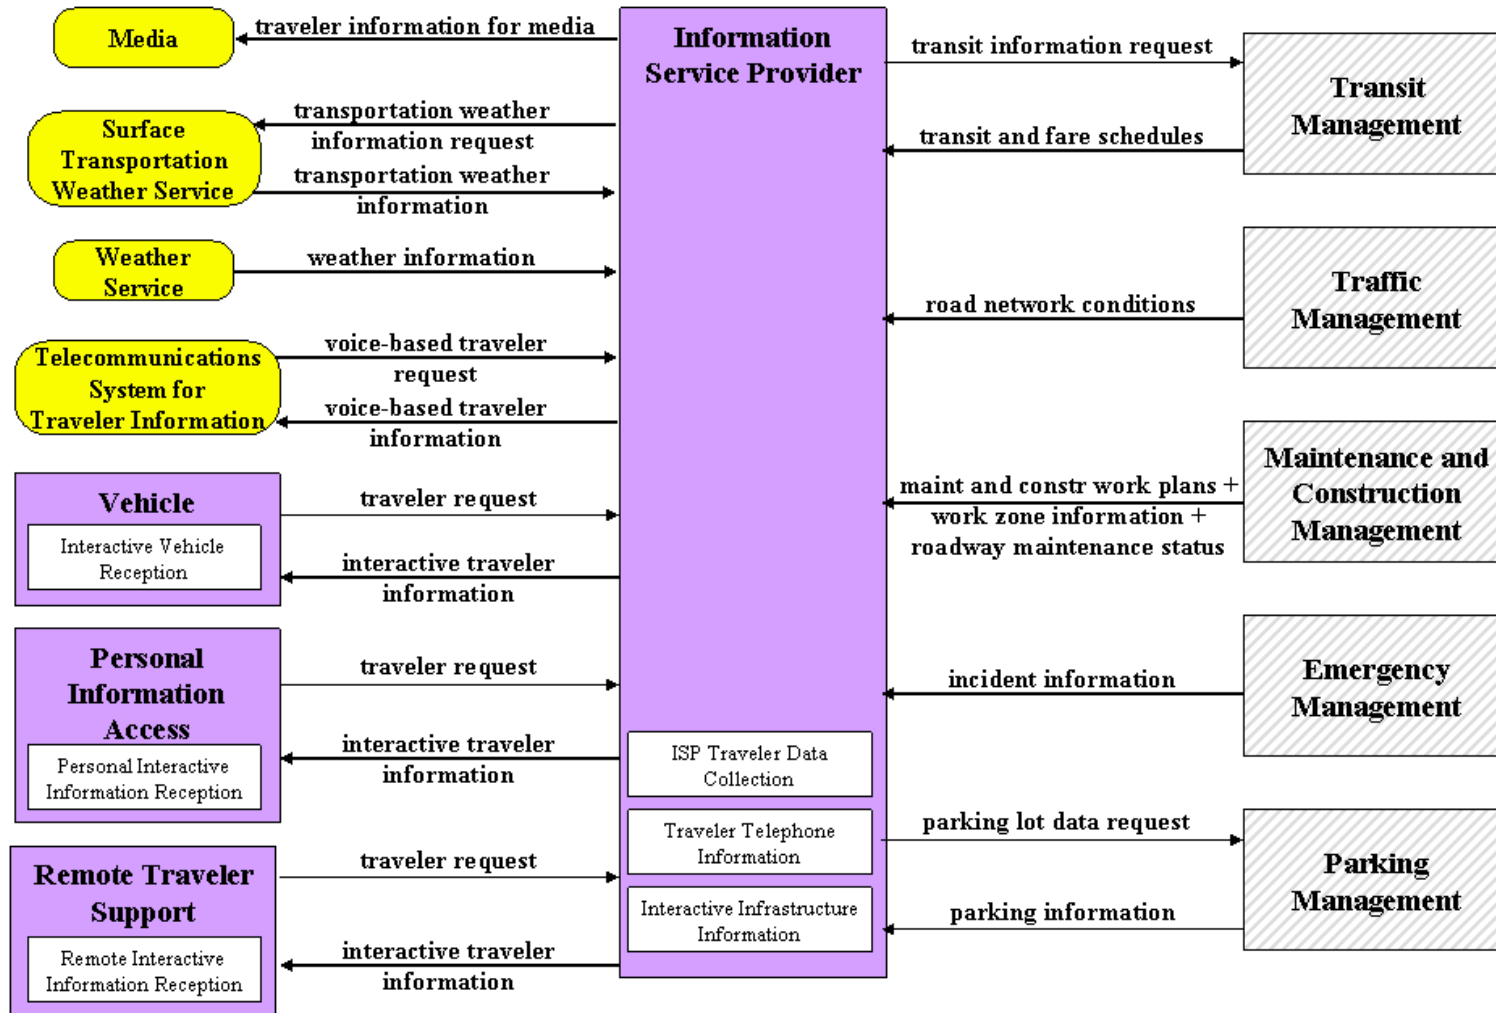 Media
traveler information for media
Surface
Transportation
Weather Service
transportation weather
information request
transportation weather
information
Weather
Service
weather information
Telecommunications
System for
Traveler Information
voice-based traveler
request
voice-based traveler
information
Vehicle
Interactive Vehicle
Reception
traveler request
interactive traveler
information
Personal
Information
Access
Personal Interactive
Information Reception
traveler request
interactive traveler
information
Remote Traveler
Support
Remote Interactive
Information Reception
traveler request
interactive traveler
information
Information
Service Provider
ISP Traveler Data
Collection
Traveler Telephone
Information
Interactive Infrastructure
Information
transit information request
transit and fare schedules
Transit
Management
road network conditions
Traffic
Management
maint and constr work plans +
work zone information +
roadway maintenance status
Maintenance and
Construction
Management
incident information
Emergency
Management
parking lot data request
parking information
Parking
Management